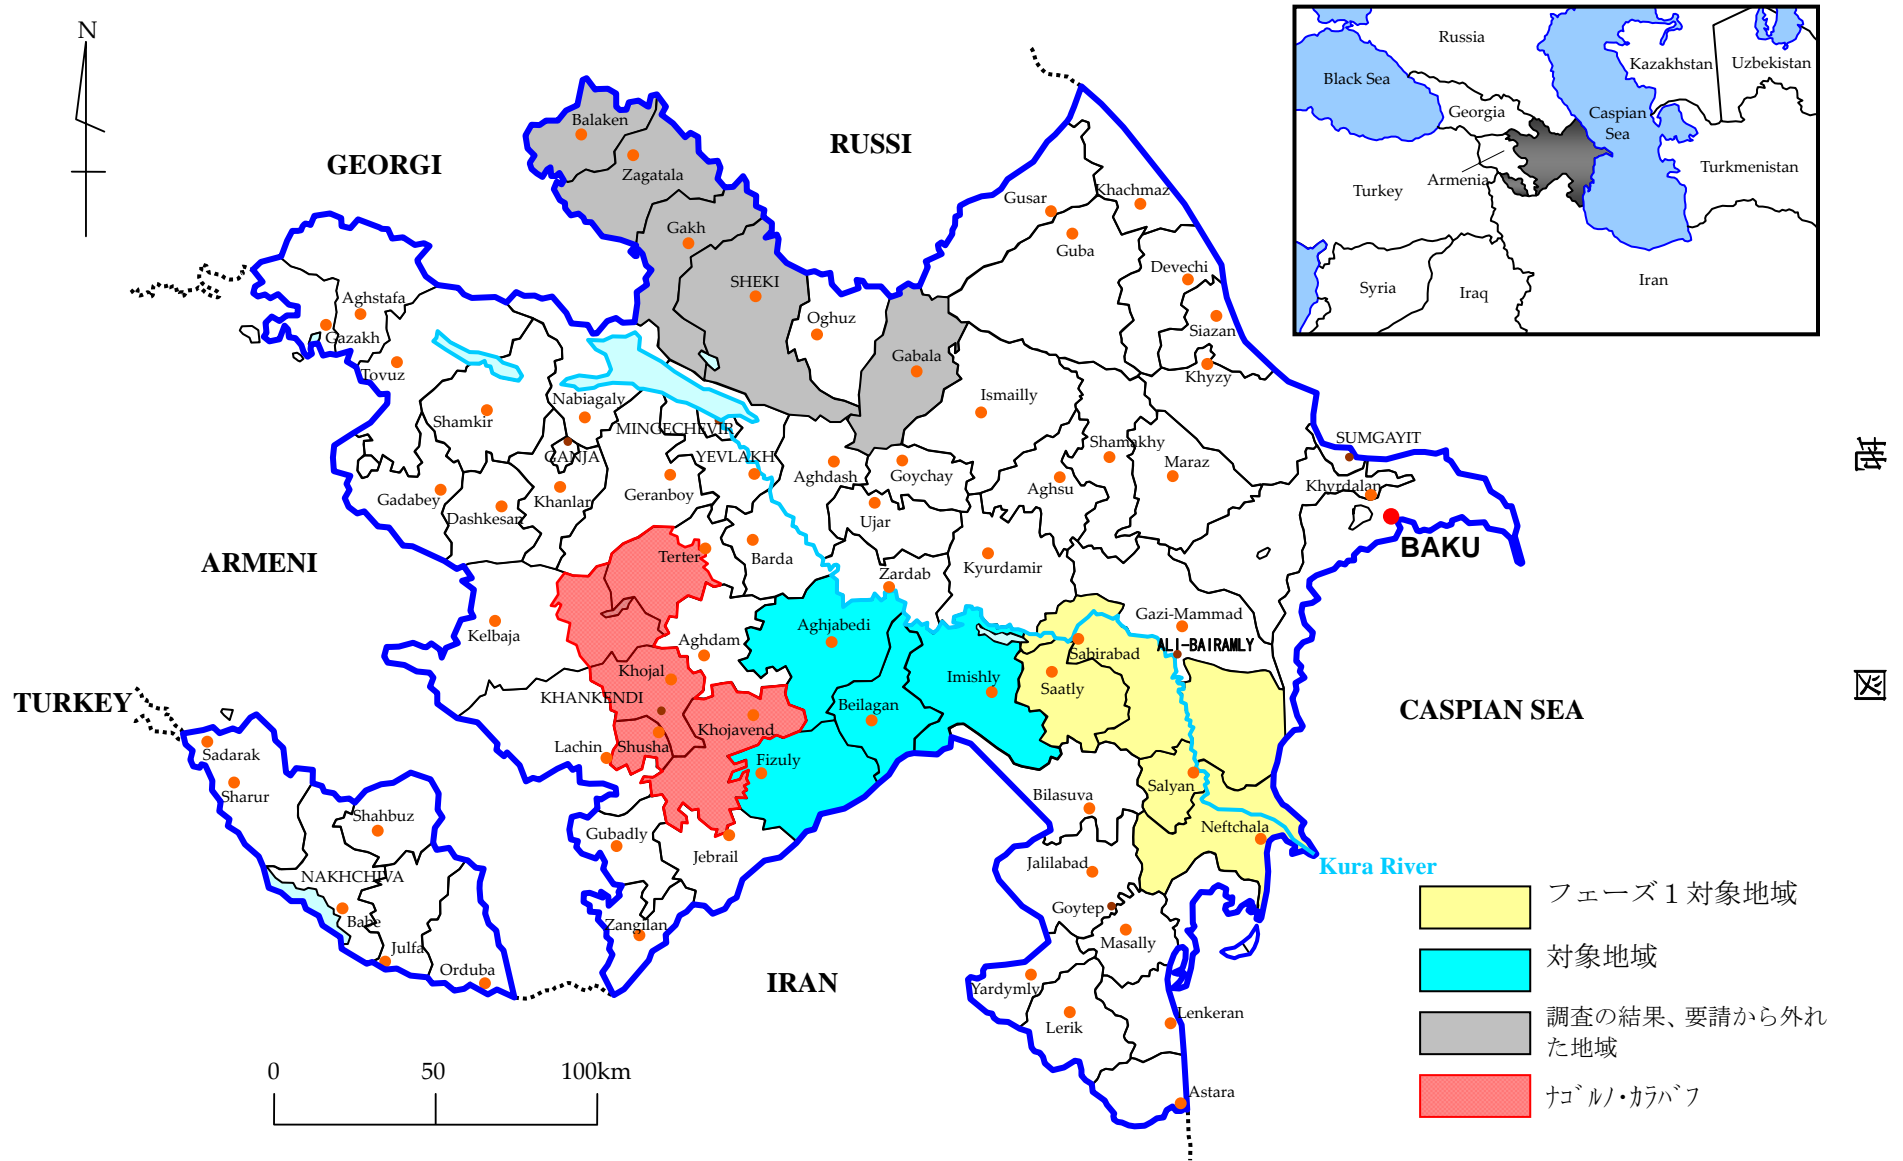 N
GEORGI
RUSSI
ARMENI
TURKEY
IRAN
CASPIAN SEA
Balaken
Zagatala
Gakh
SHEKI
Oghuz
Gabala
Gusar
Khachmaz
Guba
Devechi
Siazan
Khyzy
Aghstafa
Gazakh
Tovuz
Shamkir
Nabiagaly
MINGECHEVIR
GANJA
YEVLAKH
Gadabey
Dashkesan
Khanlar
Geranboy
Aghdash
Goychay
Ismailly
Shamakhy
Maraz
Aghsu
Ujar
SUMGAYIT
Khyrdalan
BAKU
Terter
Barda
Zardab
Kyurdamir
Kelbaja
Aghdam
Aghjabedi
Gazi-Mammad
ALI-BAIRAMLY
Sabirabad
Saatly
Imishly
Khojal
KHANKENDI
Beilagan
Khojavend
Shusha
Lachin
Fizuly
Salyan
Bilasuva
Neftchala
Kura River
Gubadly
Jebrail
Jalilabad
Goytep
Masally
Zangilan
Yardymly
Lerik
Lenkeran
Astara
Sadarak
Sharur
Shahbuz
NAKHCHIVA
Babe
Julfa
Orduba
0 50 100km
Russia
Black Sea
Kazakhstan
Uzbekistan
Georgia
Caspian
Sea
Turkmenistan
Armenia
Turkey
Syria
Iraq
Iran
地
図
フェーズ1対象地域
対象地域
調査の結果、要請から外れ
た地域
ﾅｺﾞﾙﾉ・ｶﾗﾊﾞﾌ